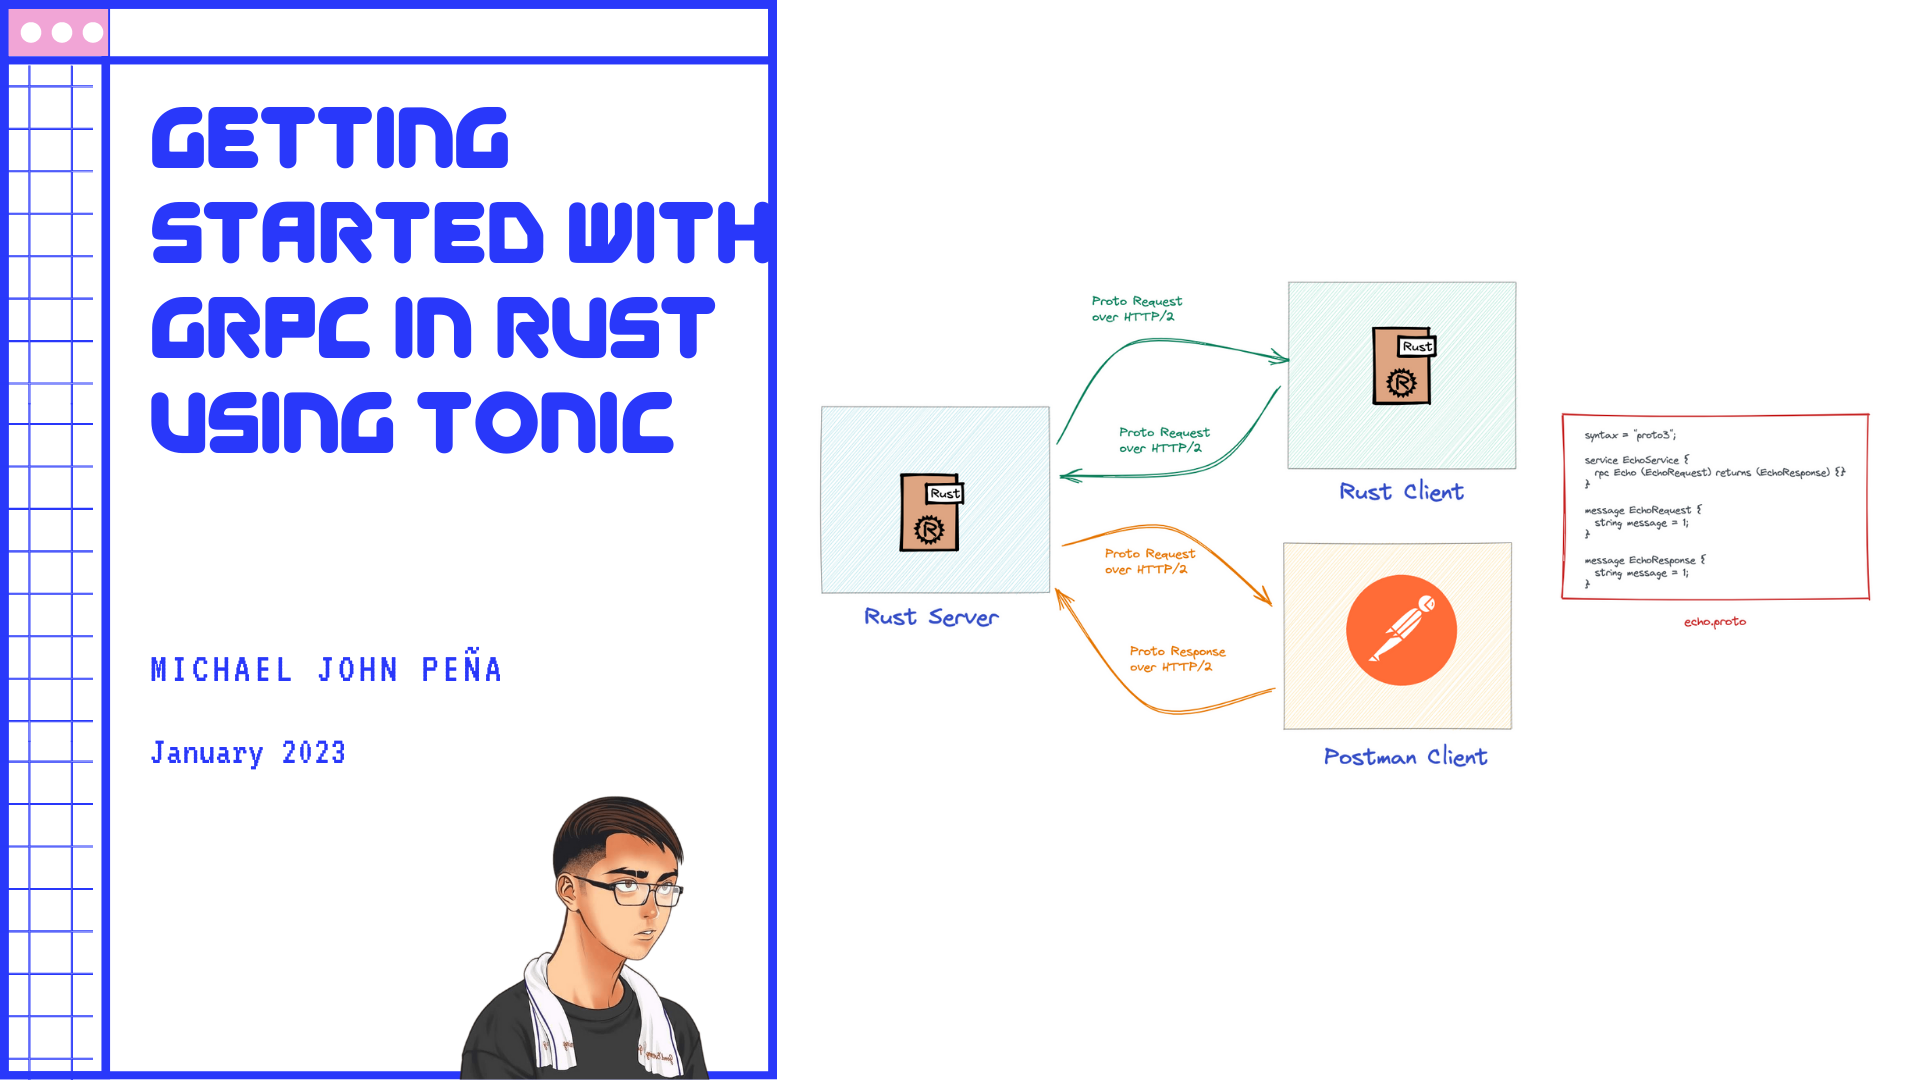 GETTING
STARTED WITH
GRPC IN RUST
USING TONIC
MICHAEL JOHN PEÑA
January 2023
Proto Request
over HTTP/2
Proto Request
over HTTP/2
Rust
R
Rust Client
Rust
R
Rust Server
Proto Request
over HTTP/2
Proto Response
over HTTP/2
Postman Client
syntax = "proto3";
service EchoService {
rpc Echo (EchoRequest) returns (EchoResponse) {}
}
message EchoRequest {
string message = 1;
}
message EchoResponse {
string message = 1;
}
echo.proto